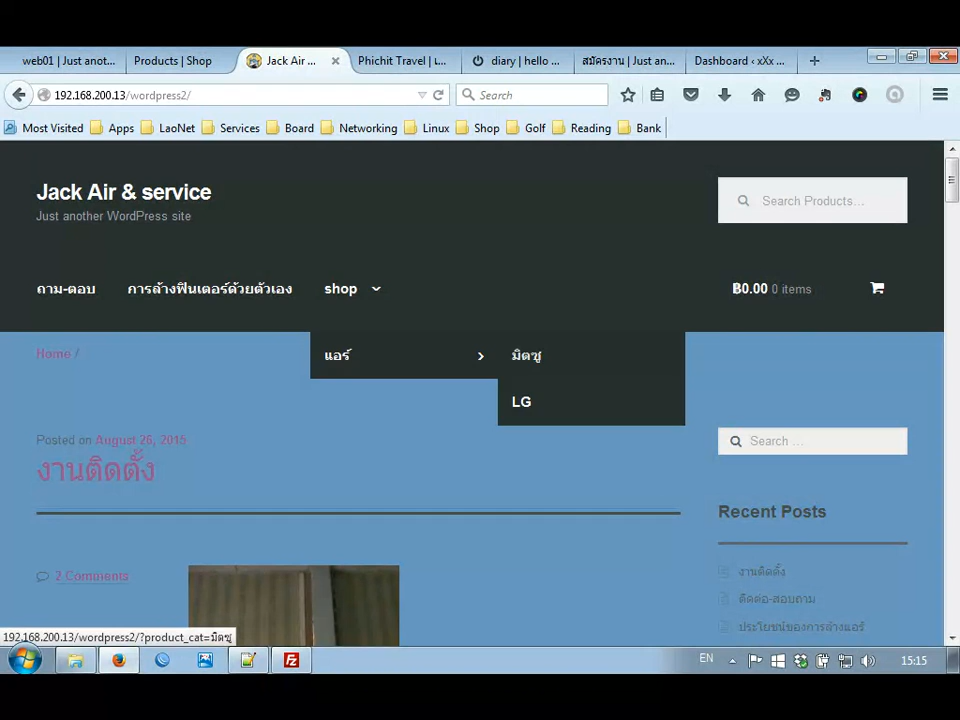 web01 | Just anot...
Products | Shop
Jack Air ...
Phichit Travel | L...
diary | hello ...
สมัครงาน | Just an...
Dashboard ‹ xXx ...
192.168.200.13/wordpress2/
Search
Most Visited
Apps
LaoNet
Services
Board
Networking
Linux
Shop
Golf
Reading
Bank
Jack Air & service
Just another WordPress site
Search Products...
ถาม-ตอบ
การล้างฟินเตอร์ด้วยตัวเอง
shop
฿0.00 0 items
Home /
แอร์
มิตซู
LG
Posted on August 26, 2015
งานติดตั้ง
Search ...
Recent Posts
2 Comments
งานติดตั้ง
ติดต่อ-สอบถาม
ประโยชน์ของการล้างแอร์
192.168.200.13/wordpress2/?product_cat=มิตซู
EN
15:15